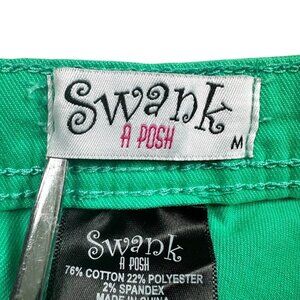 Swank
A POSH
M
Swank
A POSH
76% COTTON 22% POLYESTER
2% SPANDEX
MADE IN CHINA